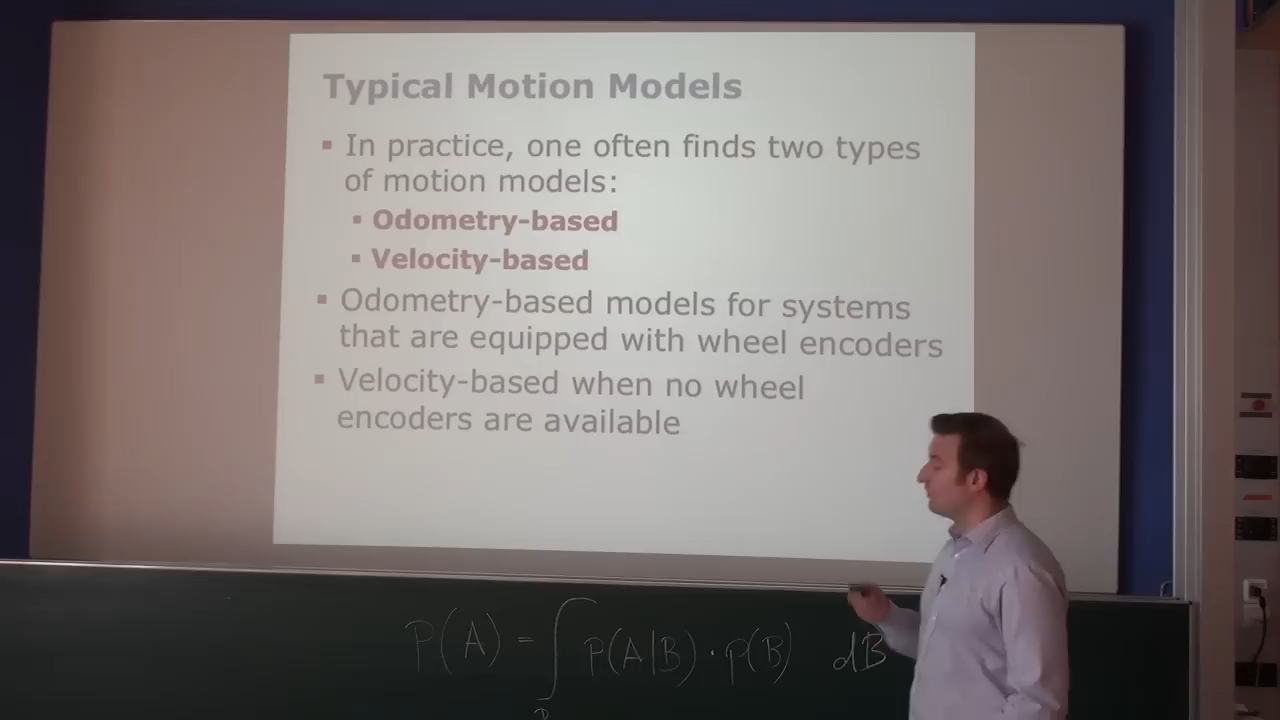 Typical Motion Models
▪ In practice, one often finds two types
of motion models:
▪ Odometry-based
▪ Velocity-based
▪ Odometry-based models for systems
that are equipped with wheel encoders
▪ Velocity-based when no wheel
encoders are available
P(A) = ∫ P(A|B) · p(B) dB